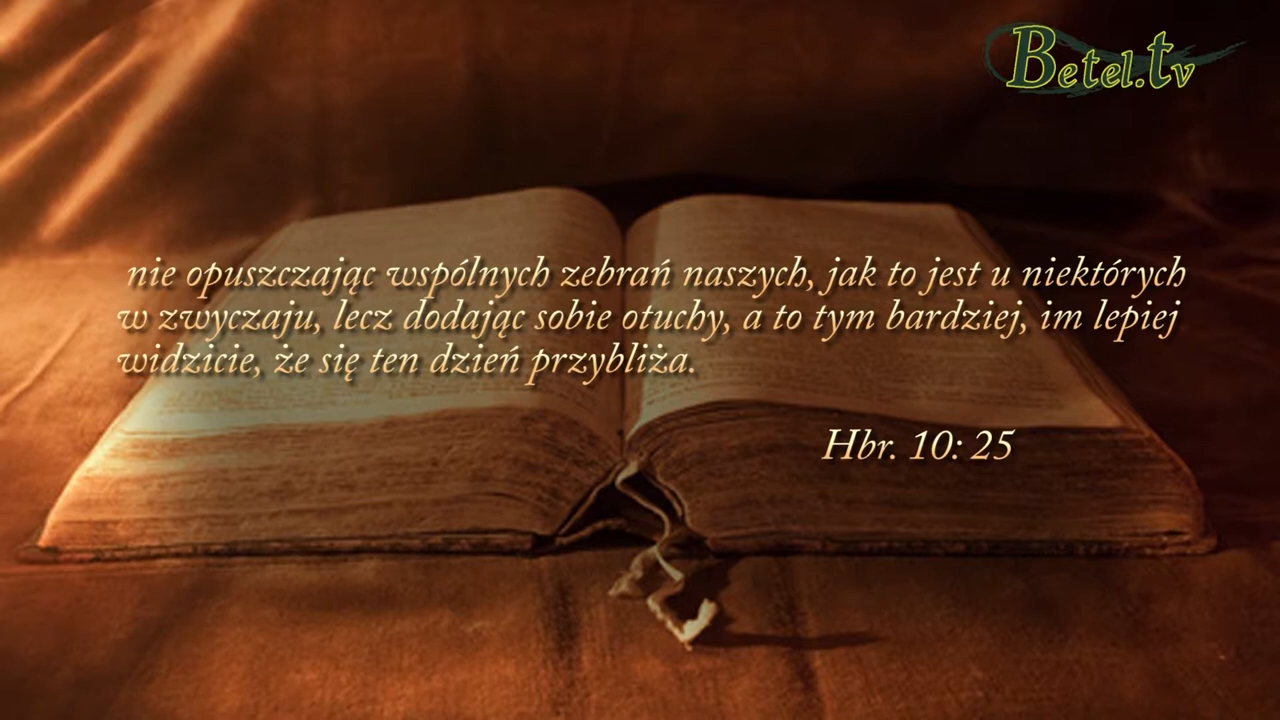 Betel.tv
nie opuszczając wspólnych zebrań naszych, jak to jest u niektórych
w zwyczaju, lecz dodając sobie otuchy, a to tym bardziej, im lepiej
widzicie, że się ten dzień przybliża.
Hbr. 10: 25